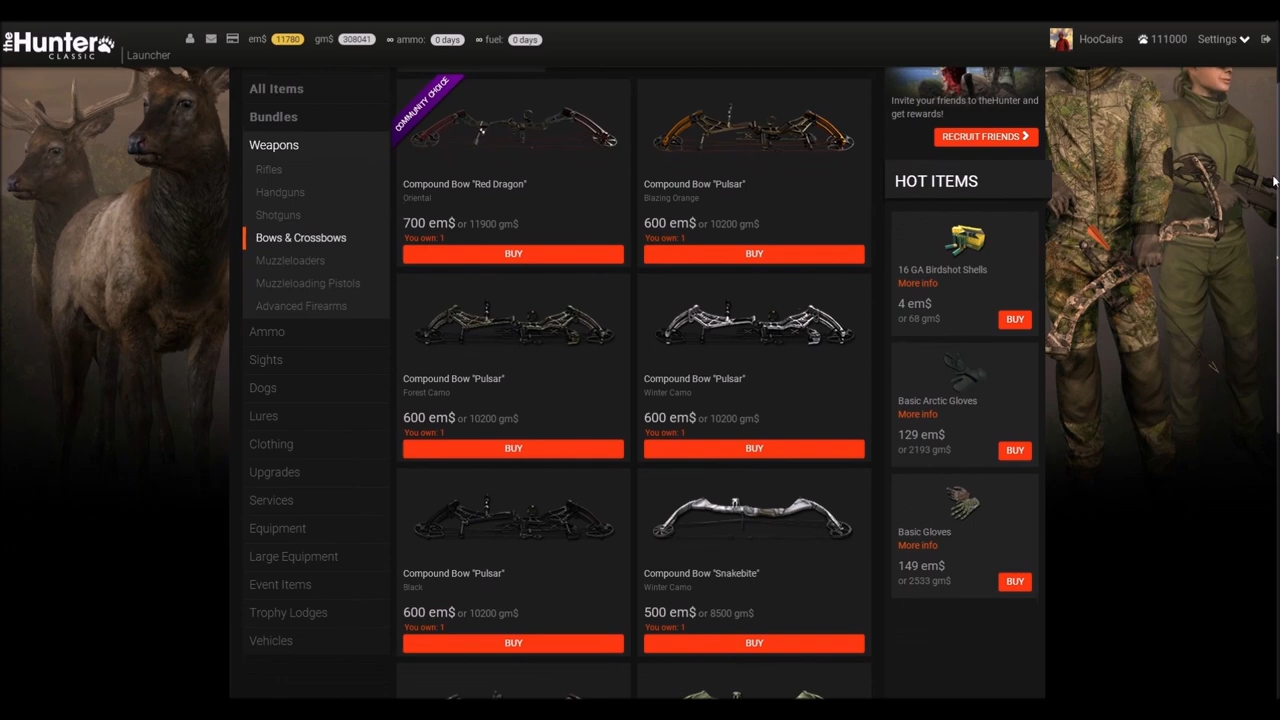 theHunter
CLASSIC
Launcher
em$ 11780 gm$ 308041 ∞ ammo: 0 days ∞ fuel: 0 days
HooCairs 111000 Settings
All Items
Bundles
Weapons
Rifles
Handguns
Shotguns
Bows & Crossbows
Muzzleloaders
Muzzleloading Pistols
Advanced Firearms
Ammo
Sights
Dogs
Lures
Clothing
Upgrades
Services
Equipment
Large Equipment
Event Items
Trophy Lodges
Vehicles
COMMUNITY CHOICE
Compound Bow "Red Dragon"
Oriental
700 em$ or 11900 gm$
You own: 1
BUY
Compound Bow "Pulsar"
Blazing Orange
600 em$ or 10200 gm$
You own: 1
BUY
Compound Bow "Pulsar"
Forest Camo
600 em$ or 10200 gm$
You own: 1
BUY
Compound Bow "Pulsar"
Winter Camo
600 em$ or 10200 gm$
You own: 1
BUY
Compound Bow "Pulsar"
Black
600 em$ or 10200 gm$
You own: 1
BUY
Compound Bow "Snakebite"
Winter Camo
500 em$ or 8500 gm$
You own: 1
BUY
Invite your friends to theHunter and
get rewards!
RECRUIT FRIENDS
HOT ITEMS
16 GA Birdshot Shells
More info
4 em$
or 68 gm$
BUY
Basic Arctic Gloves
More info
129 em$
or 2193 gm$
BUY
Basic Gloves
More info
149 em$
or 2533 gm$
BUY